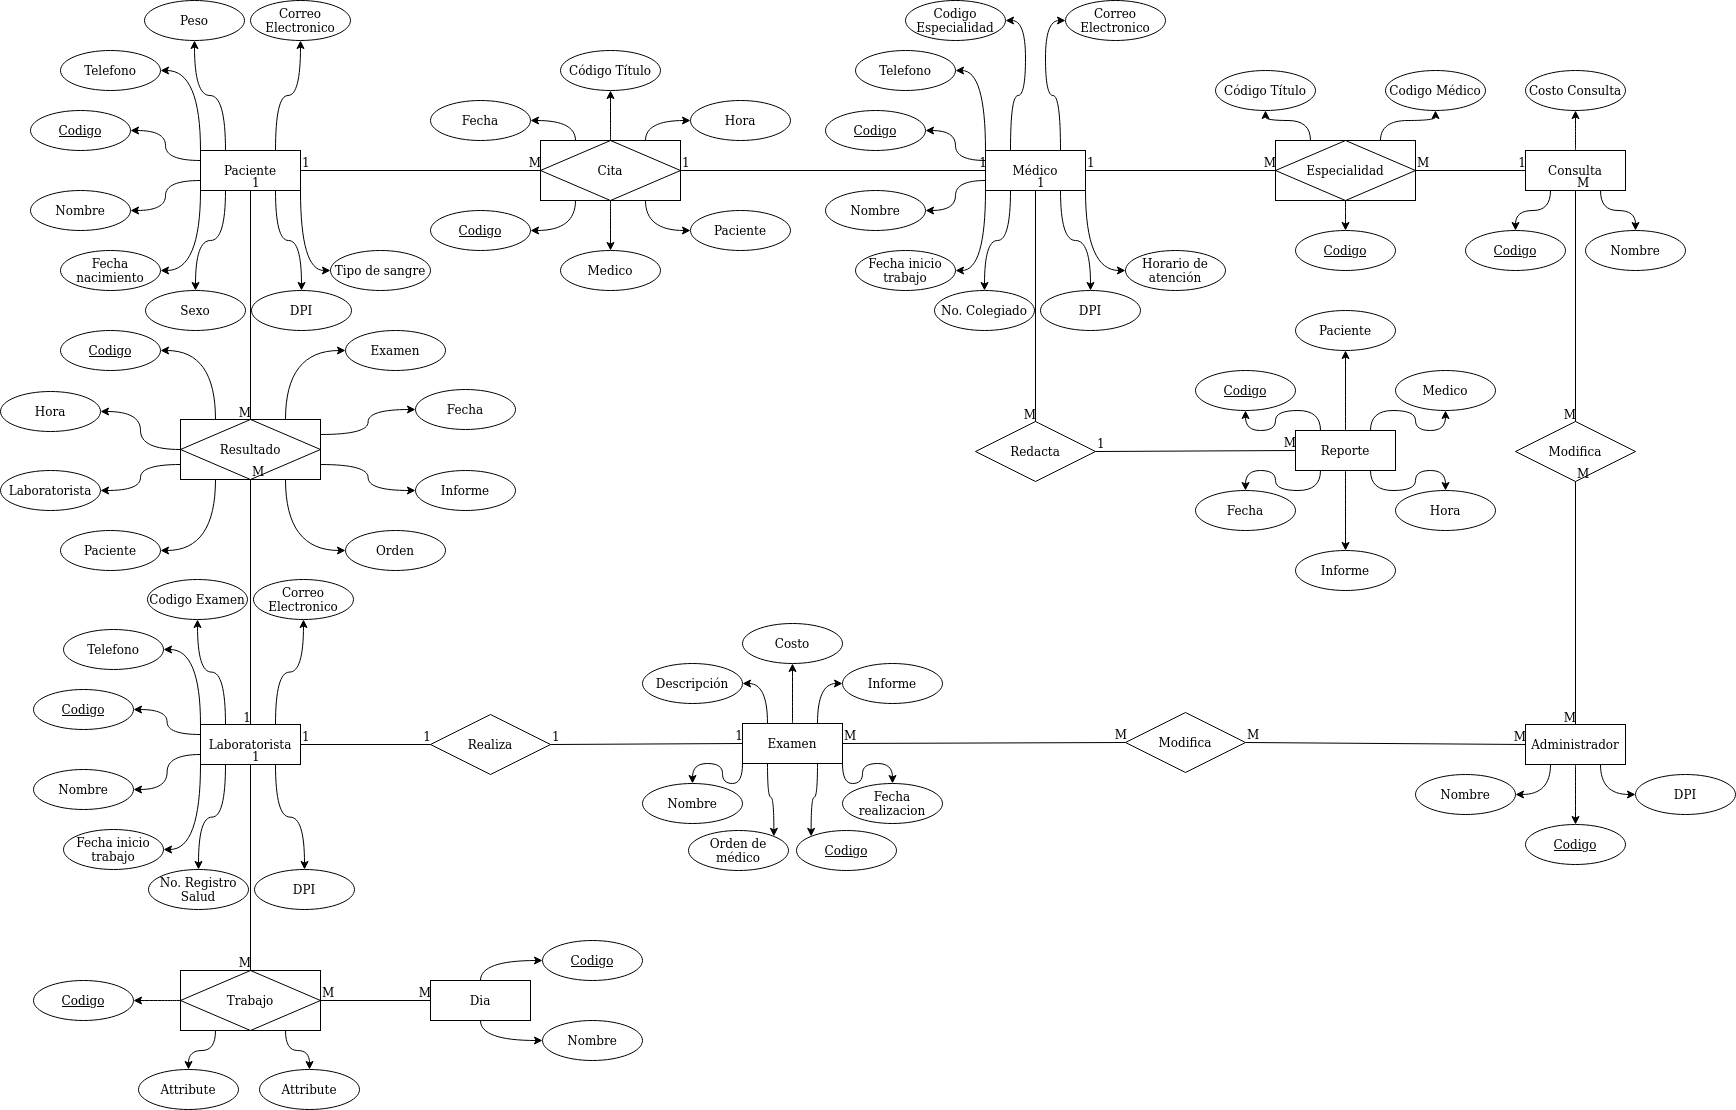 Peso
Correo
Electronico
Telefono
Codigo
Nombre
Fecha
nacimiento
Sexo
DPI
Tipo de sangre
Paciente
1
1
M
Código Título
Fecha
Hora
Cita
Codigo
Medico
Paciente
1
1
Codigo
Especialidad
Correo
Electronico
Telefono
Codigo
Nombre
Fecha inicio
trabajo
No. Colegiado
DPI
Horario de
atención
Médico
1
1
M
Código Título
Codigo Médico
Especialidad
Codigo
M
1
Costo Consulta
Consulta
M
Codigo
Nombre
Codigo
Examen
Hora
Fecha
M
Resultado
M
Laboratorista
Informe
Paciente
Orden
M
Redacta
1
M
Paciente
Codigo
Medico
Reporte
Fecha
Hora
Informe
M
Modifica
M
Codigo Examen
Correo
Electronico
Telefono
Codigo
1
Laboratorista
1
1
Nombre
Fecha inicio
trabajo
No. Registro
Salud
DPI
1
Realiza
1
1
Costo
Descripción
Informe
Examen
M
Nombre
Fecha
realizacion
Orden de
médico
Codigo
M
Modifica
M
M
M
Administrador
Nombre
DPI
Codigo
M
Trabajo
M
M
Codigo
Attribute
Attribute
Dia
Codigo
Nombre